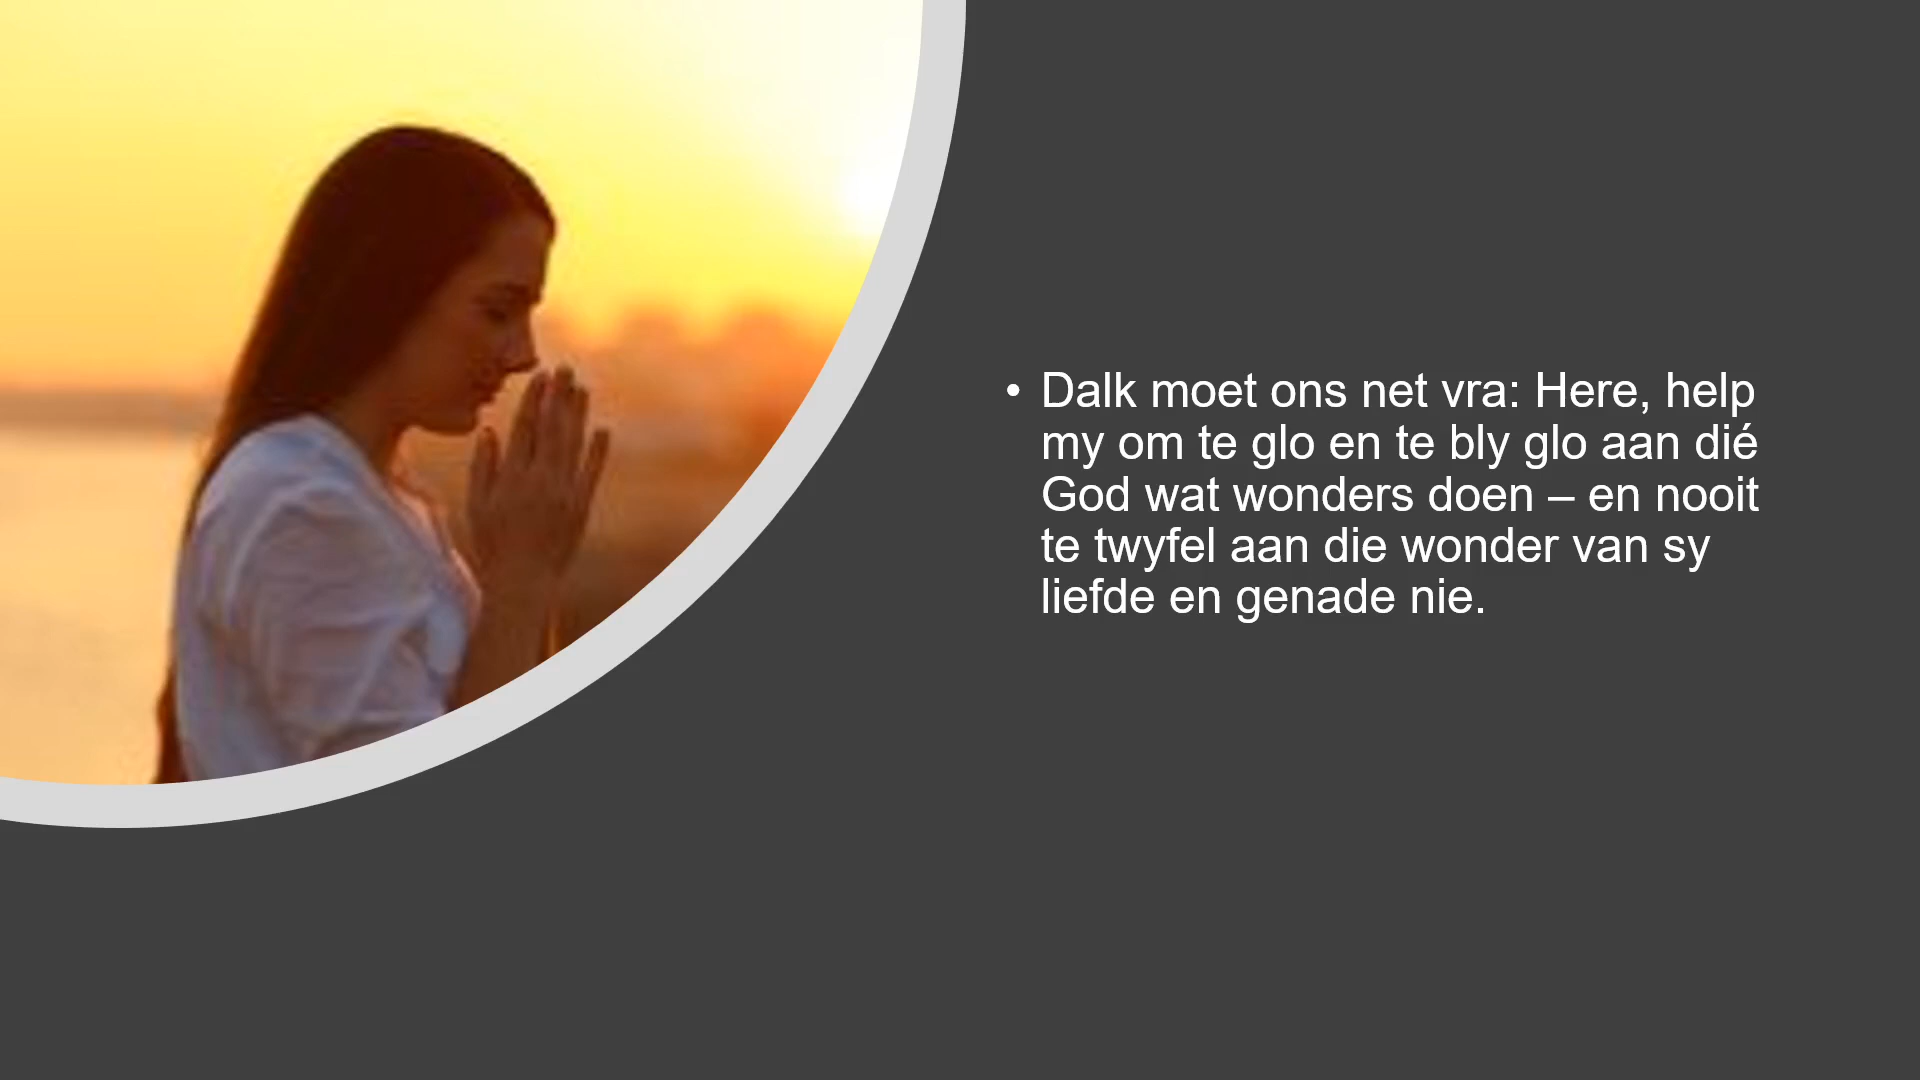 • Dalk moet ons net vra: Here, help
my om te glo en te bly glo aan dié
God wat wonders doen – en nooit
te twyfel aan die wonder van sy
liefde en genade nie.